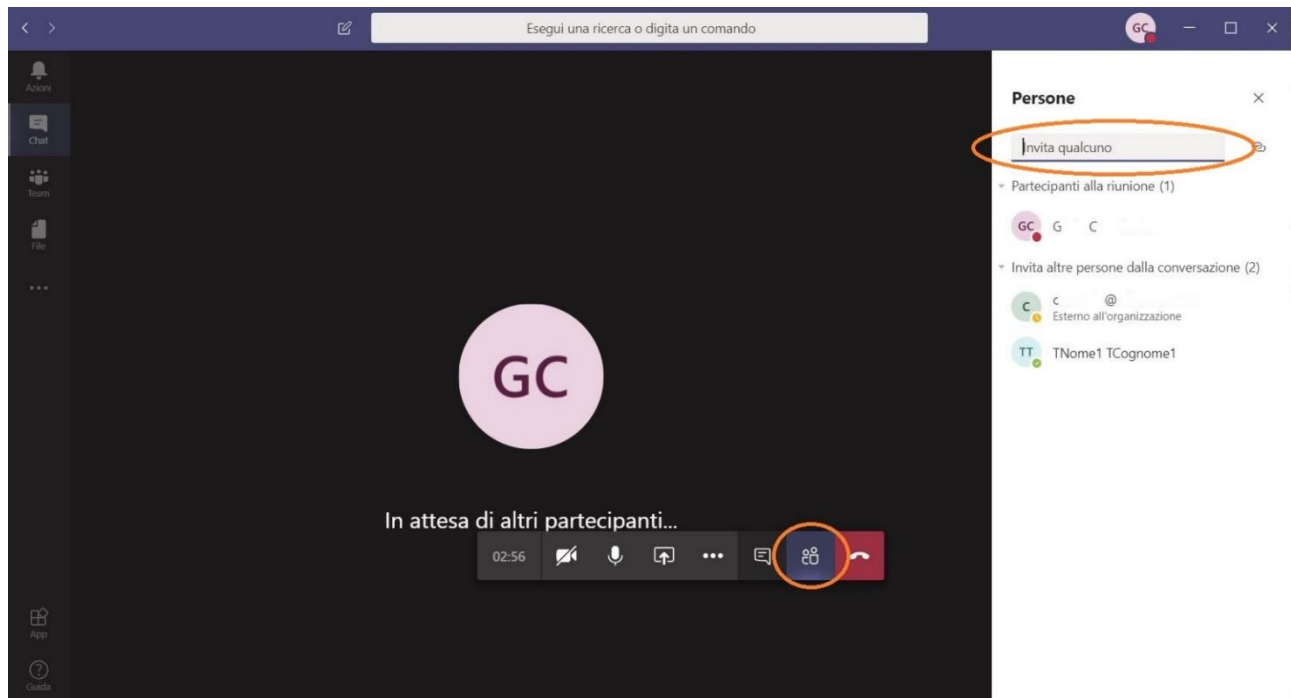 Esegui una ricerca o digita un comando
GC
Azioni
Chat
Team
File
App
Guida
GC
In attesa di altri partecipanti...
02:56
Persone
Invita qualcuno
Partecipanti alla riunione (1)
GC G C
Invita altre persone dalla conversazione (2)
C c @
Esterno all'organizzazione
TT TNome1 TCognome1